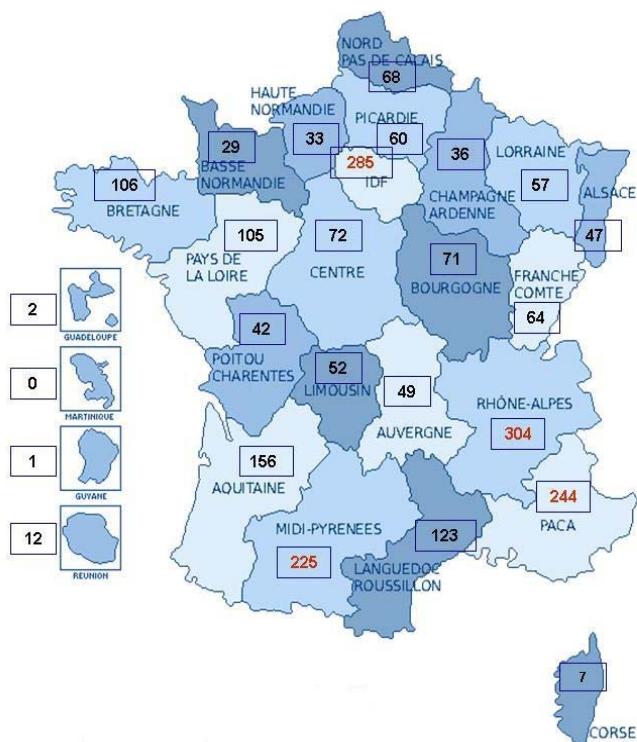 NORD
PAS DE CALAIS
68
HAUTE
NORMANDIE
33
PICARDIE
60
29
BASSE
NORMANDIE
285
IDF
36
CHAMPAGNE
ARDENNE
LORRAINE
57
ALSACE
47
106
BRETAGNE
105
PAYS DE
LA LOIRE
72
CENTRE
71
BOURGOGNE
FRANCHE
COMTE
64
2
GUADELOUPE
0
MARTINIQUE
1
GUYANE
12
REUNION
42
POITOU
CHARENTES
52
LIMOUSIN
49
AUVERGNE
RHÔNE-ALPES
304
156
AQUITAINE
MIDI-PYRENEES
225
123
LANGUEDOC
ROUSSILLON
244
PACA
7
CORSE